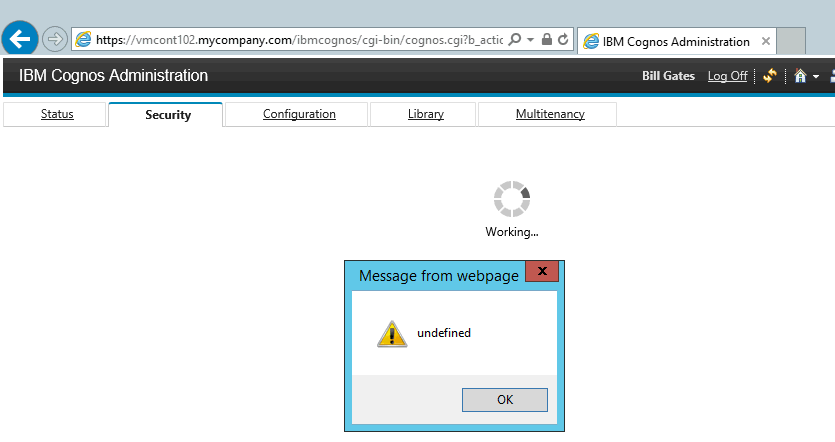 https://vmcont102.mycompany.com/ibmcognos/cgi-bin/cognos.cgi?b_actic
IBM Cognos Administration
IBM Cognos Administration
Bill Gates Log Off
Status Security Configuration Library Multitenancy
Working...
Message from webpage
undefined
OK